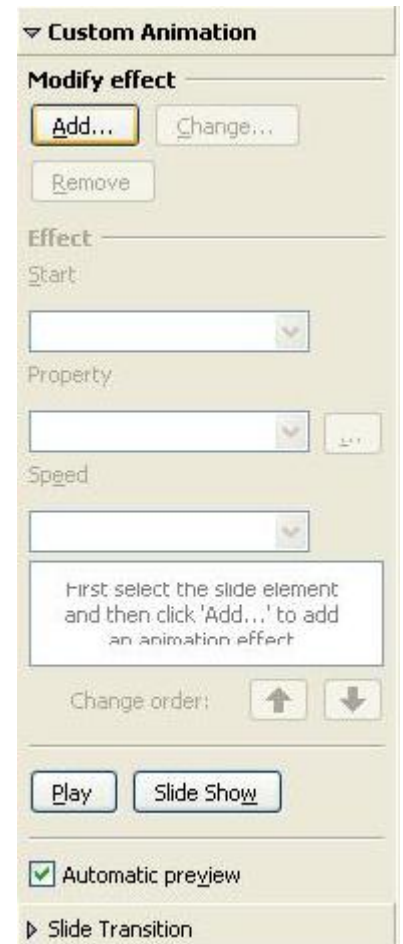 Custom Animation
Modify effect
Add... Change...
Remove
Effect
Start
Property
...
Speed
First select the slide element
and then click 'Add...' to add
an animation effect
Change order:
Play Slide Show
Automatic preview
Slide Transition